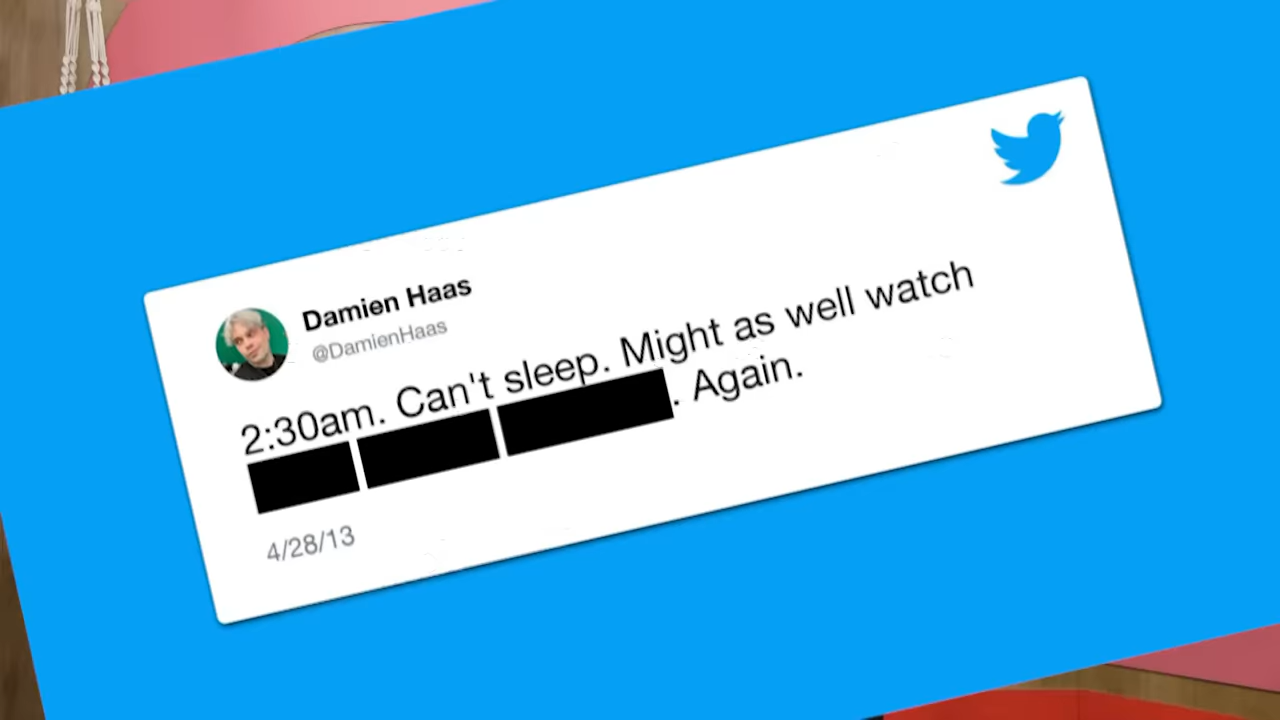 Damien Haas
@DamienHaas
2:30am. Can't sleep. Might as well watch
. Again.
4/28/13